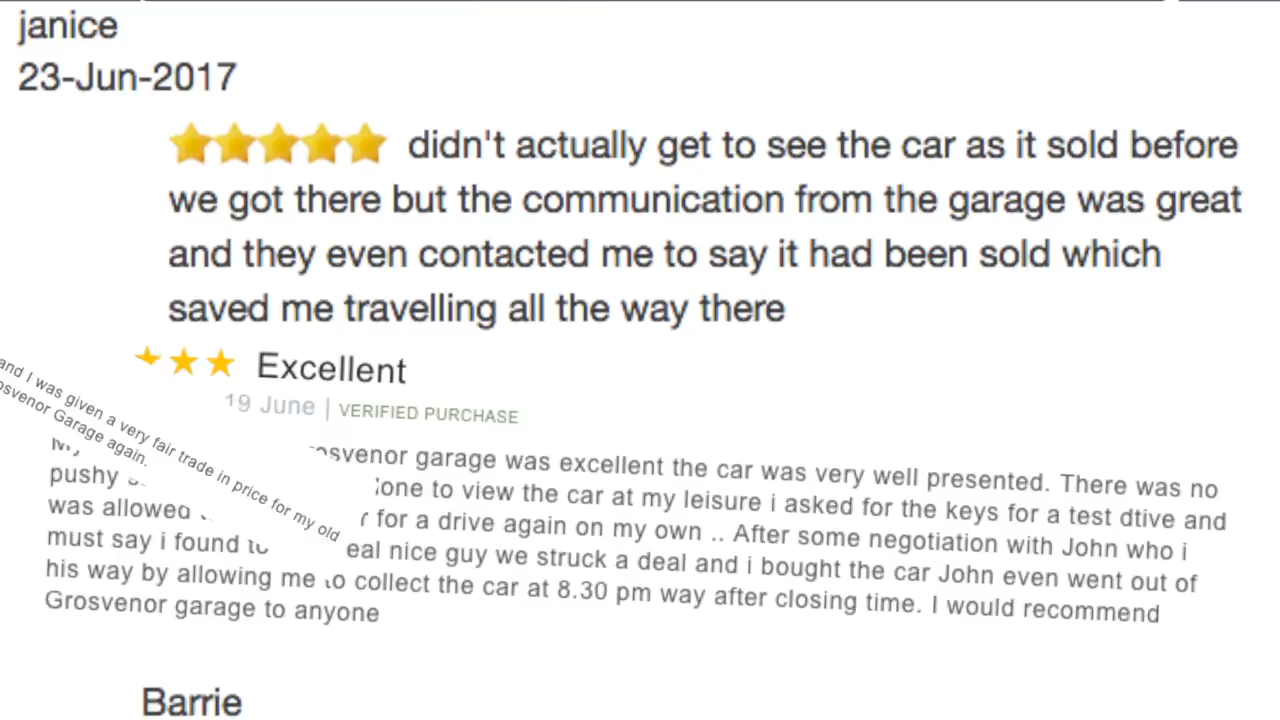 janice
23-Jun-2017
didn't actually get to see the car as it sold before
we got there but the communication from the garage was great
and they even contacted me to say it had been sold which
saved me travelling all the way there
Excellent
19 June | VERIFIED PURCHASE
and I was given a very fair trade in price for my old
Garage again.
garage was excellent the car was very well presented. There was no
pushy
to view the car at my leisure i asked for the keys for a test dtive and
was allowed
for a drive again on my own .. After some negotiation with John who i
must say i found
nice guy we struck a deal and i bought the car John even went out of
his way by allowing me to collect the car at 8.30 pm way after closing time. I would recommend
Grosvenor garage to anyone
Barrie